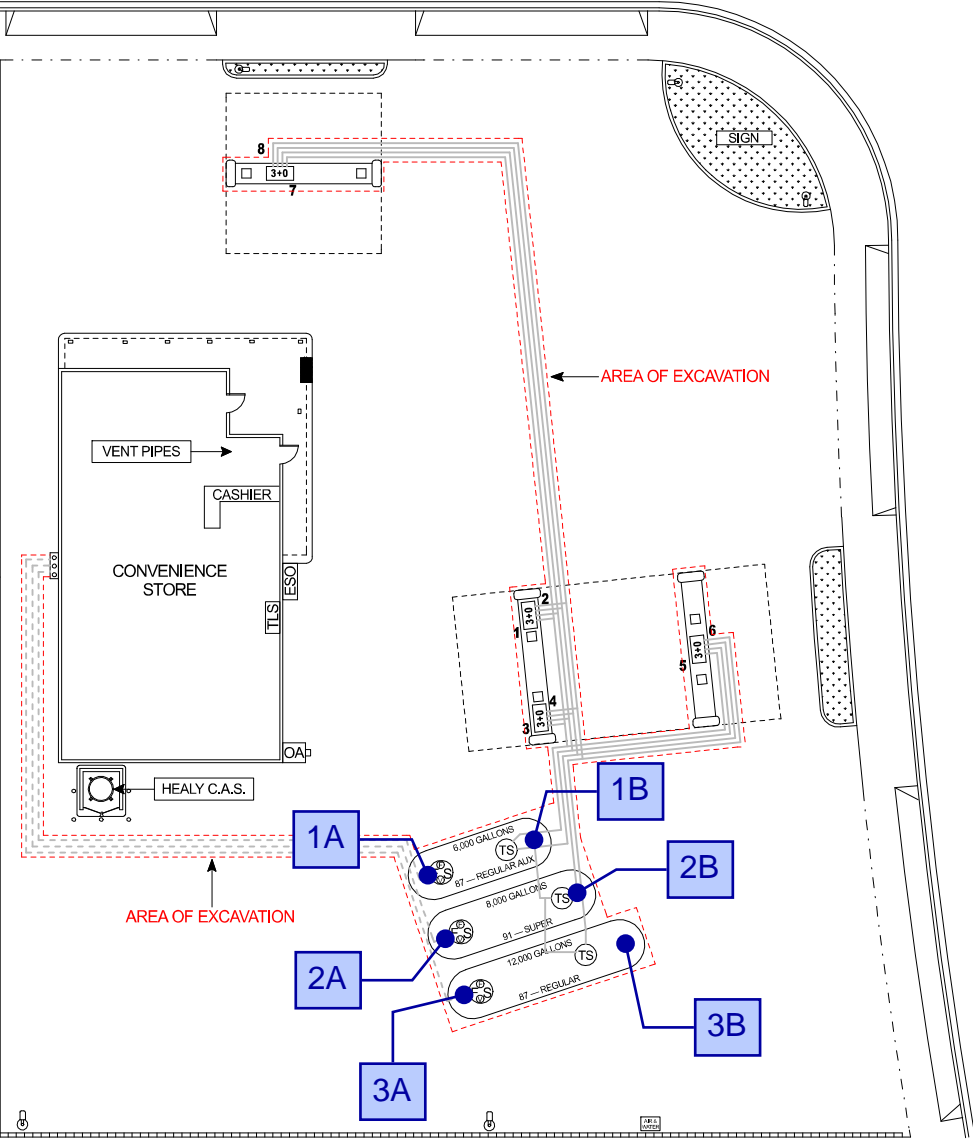 SIGN
8
3+0
7
AREA OF EXCAVATION
VENT PIPES
CASHIER
CONVENIENCE
STORE
ESO
TLS
2
3+0
1
6
3+0
5
4
3+0
3
OA
HEALY C.A.S.
1B
1A
6,000 GALLONS
TS
87 — REGULAR AUX
2B
8,000 GALLONS
TS
91 — SUPER
AREA OF EXCAVATION
2A
12,000 GALLONS
TS
87 — REGULAR
3B
3A
AIR &
WATER